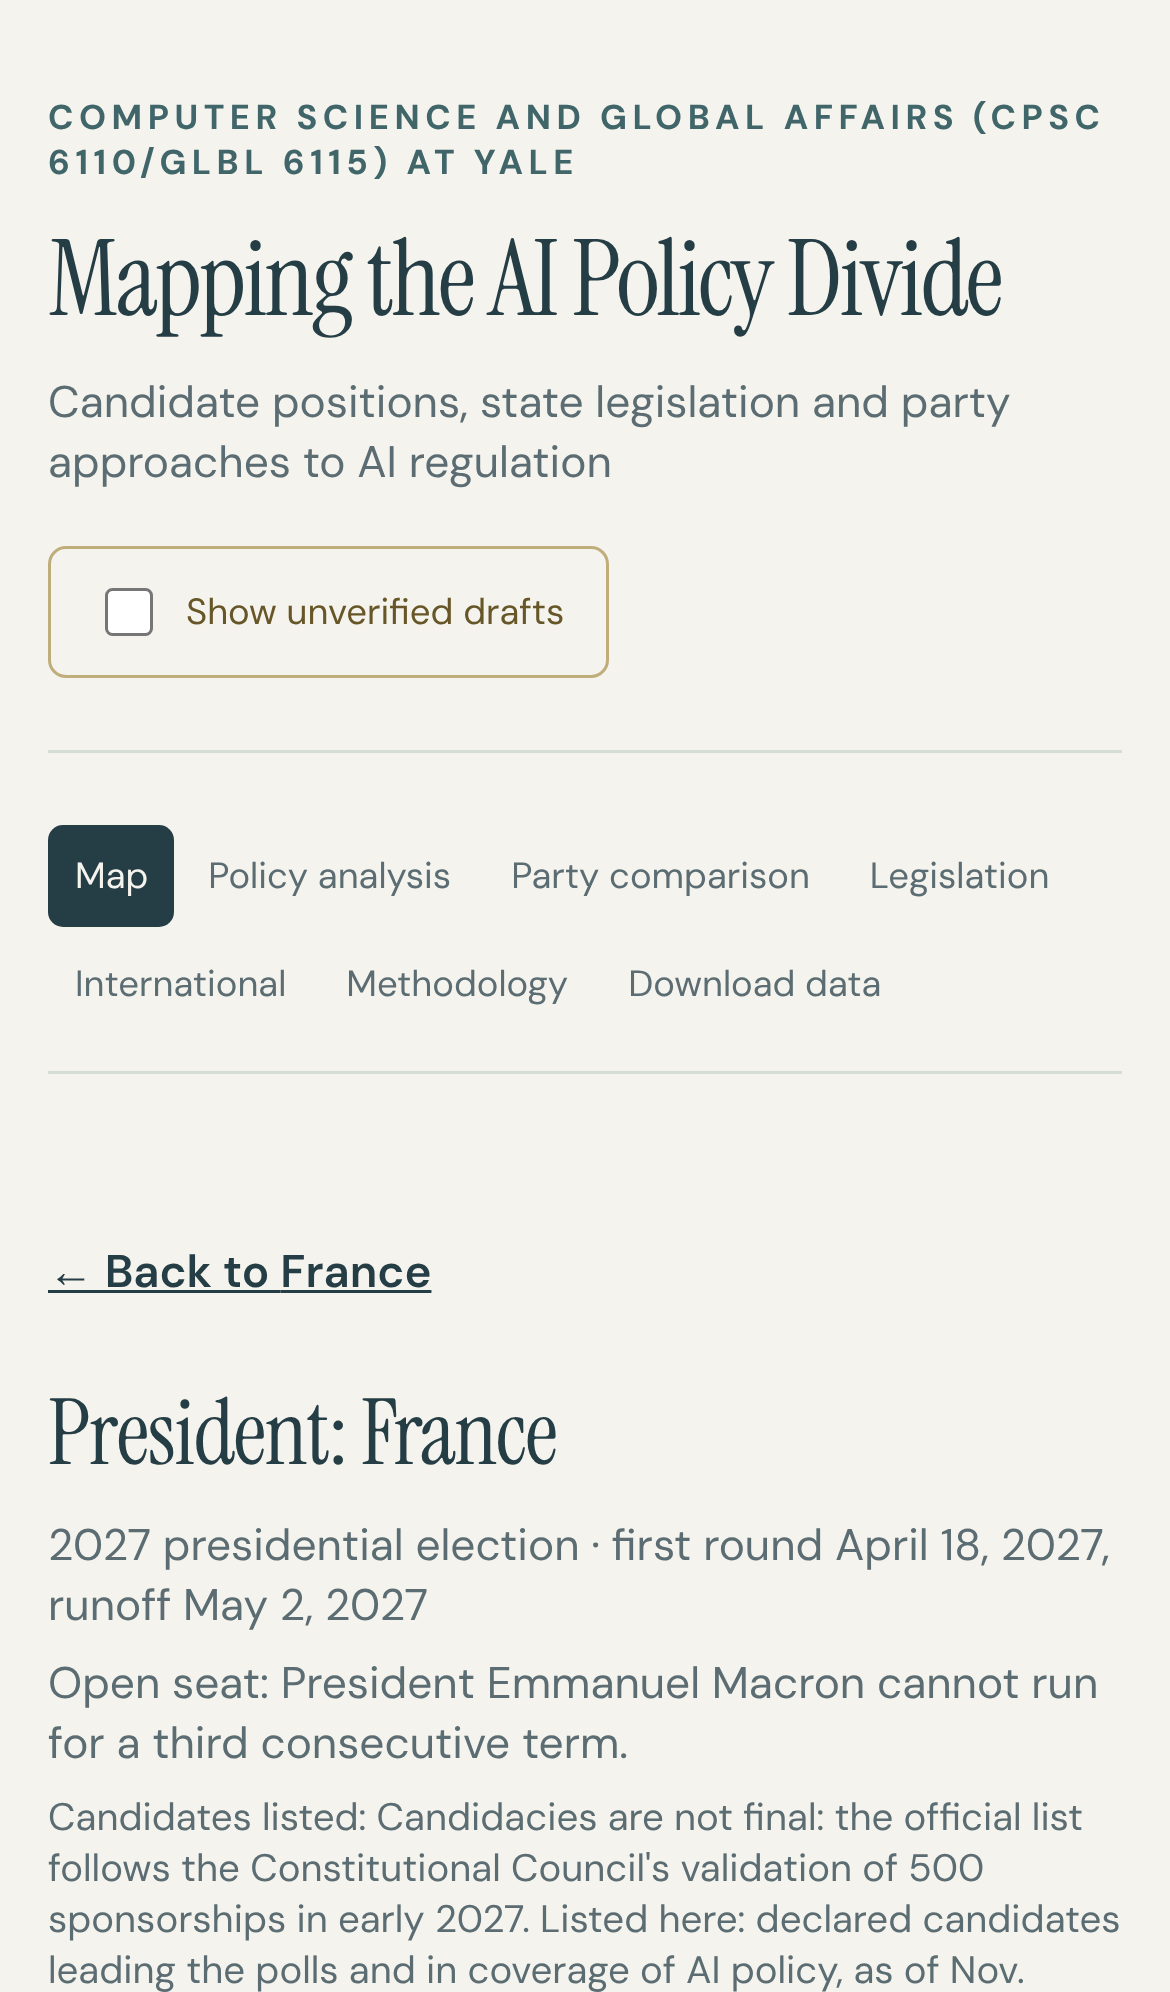 COMPUTER SCIENCE AND GLOBAL AFFAIRS (CPSC
6110/GLBL 6115) AT YALE
Mapping the AI Policy Divide
Candidate positions, state legislation and party
approaches to AI regulation
Show unverified drafts
Map Policy analysis Party comparison Legislation
International Methodology Download data
← Back to France
President: France
2027 presidential election · first round April 18, 2027,
runoff May 2, 2027
Open seat: President Emmanuel Macron cannot run
for a third consecutive term.
Candidates listed: Candidacies are not final: the official list
follows the Constitutional Council's validation of 500
sponsorships in early 2027. Listed here: declared candidates
leading the polls and in coverage of AI policy, as of Nov.